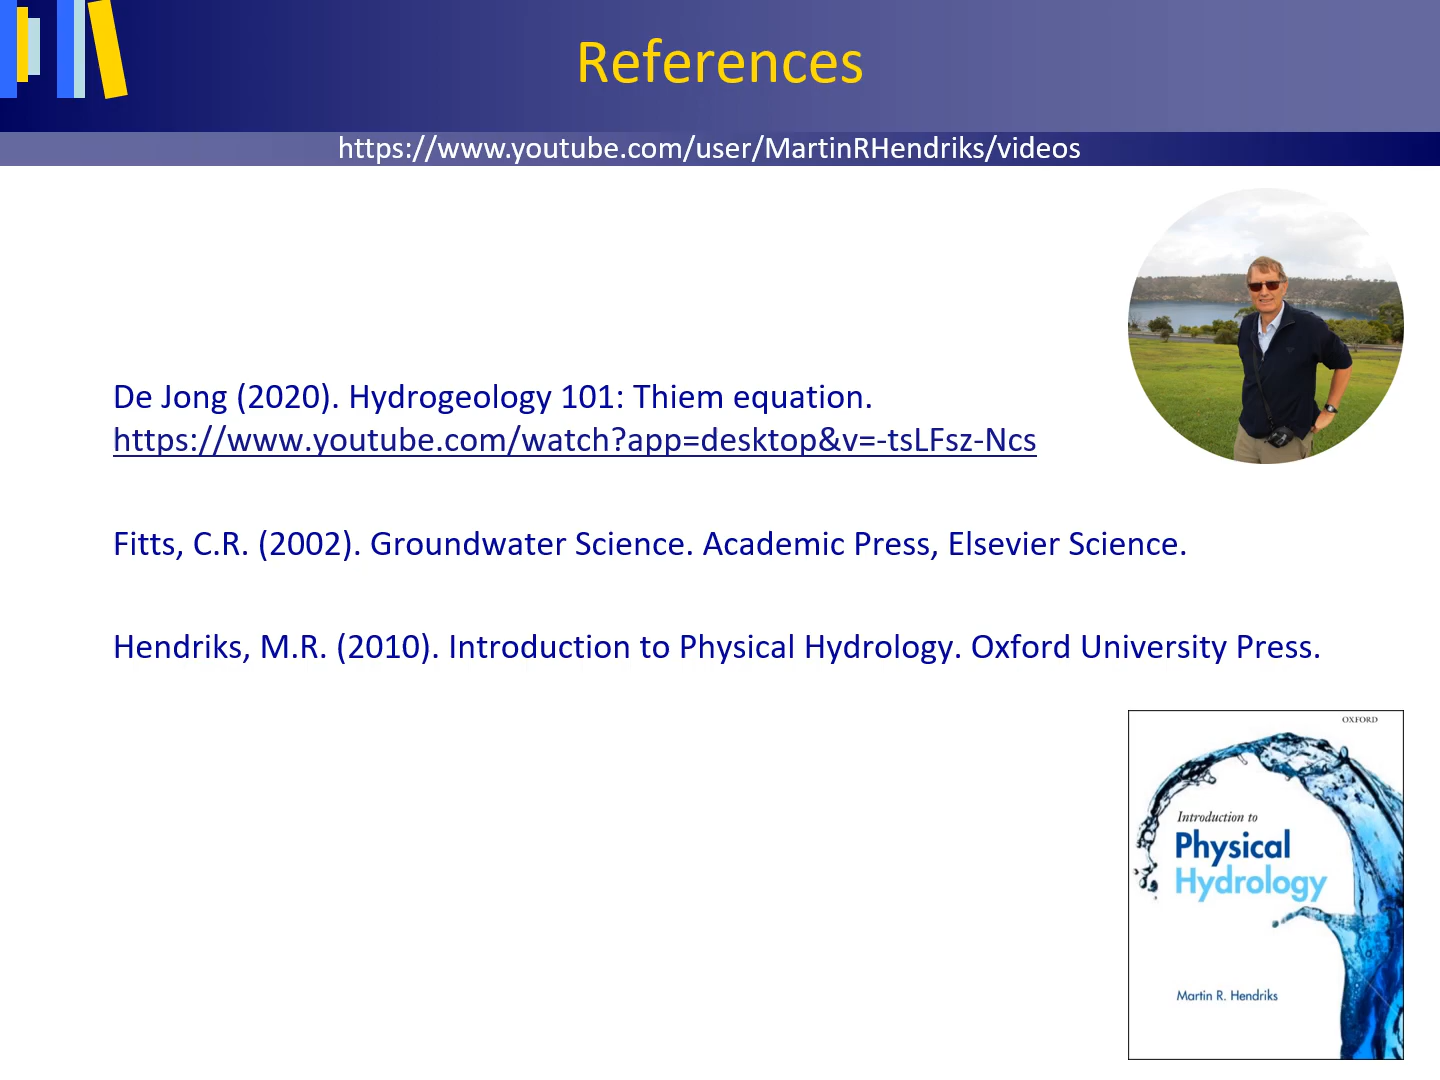 References
https://www.youtube.com/user/MartinRHendriks/videos
De Jong (2020). Hydrogeology 101: Thiem equation.
https://www.youtube.com/watch?app=desktop&v=-tsLFsz-Ncs
Fitts, C.R. (2002). Groundwater Science. Academic Press, Elsevier Science.
Hendriks, M.R. (2010). Introduction to Physical Hydrology. Oxford University Press.
OXFORD
Introduction to
Physical
Hydrology
Martin R. Hendriks